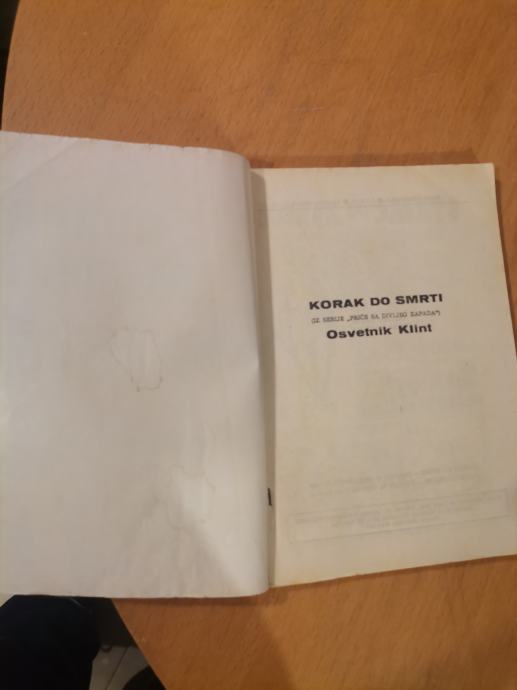 KORAK DO SMRTI
(IZ SERIJE „PRIČE SA DIVLJEG ZAPADA")
Osvetnik Klint